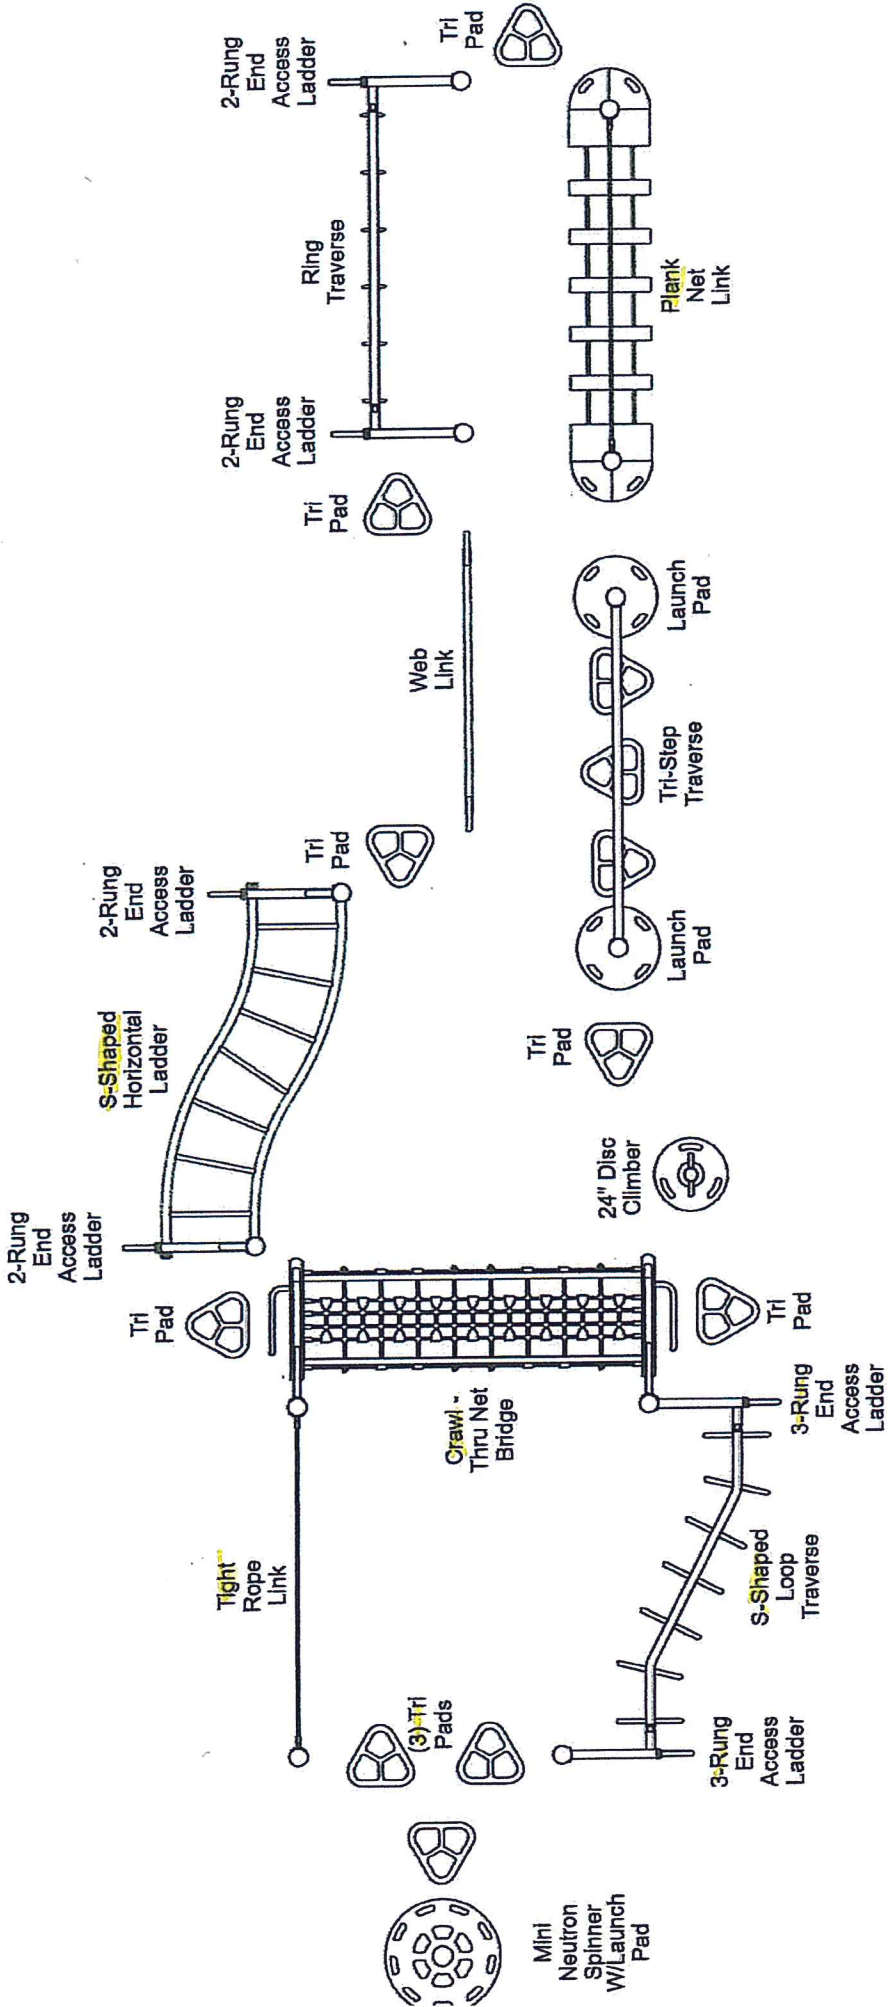 Tri
Pad
2-Rung
End
Access
Ladder
Ring
Traverse
2-Rung
End
Access
Ladder
Plank
Net
Link
Tri
Pad
Web
Link
Launch
Pad
Tri-Step
Traverse
Launch
Pad
Tri
Pad
2-Rung
End
Access
Ladder
S-Shaped
Horizontal
Ladder
2-Rung
End
Access
Ladder
Tri
Pad
24" Disc
Climber
Tri
Pad
Tri
Pad
Crawl -
Thru Net
Bridge
3-Rung
End
Access
Ladder
Tight
Rope
Link
S-Shaped
Loop
Traverse
(3)-Tri
Pads
3-Rung
End
Access
Ladder
Mini
Neutron
Spinner
W/Launch
Pad